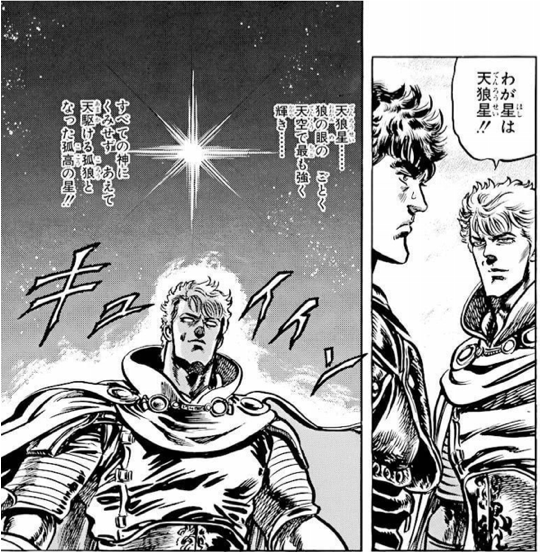 わが星は
天狼星!!
天狼星……
狼の眼の ごとく
天空で最も強く
輝き……
すべての神に
くみせず あえて
天駆ける孤狼と
なった孤高の星!!
キュイィン